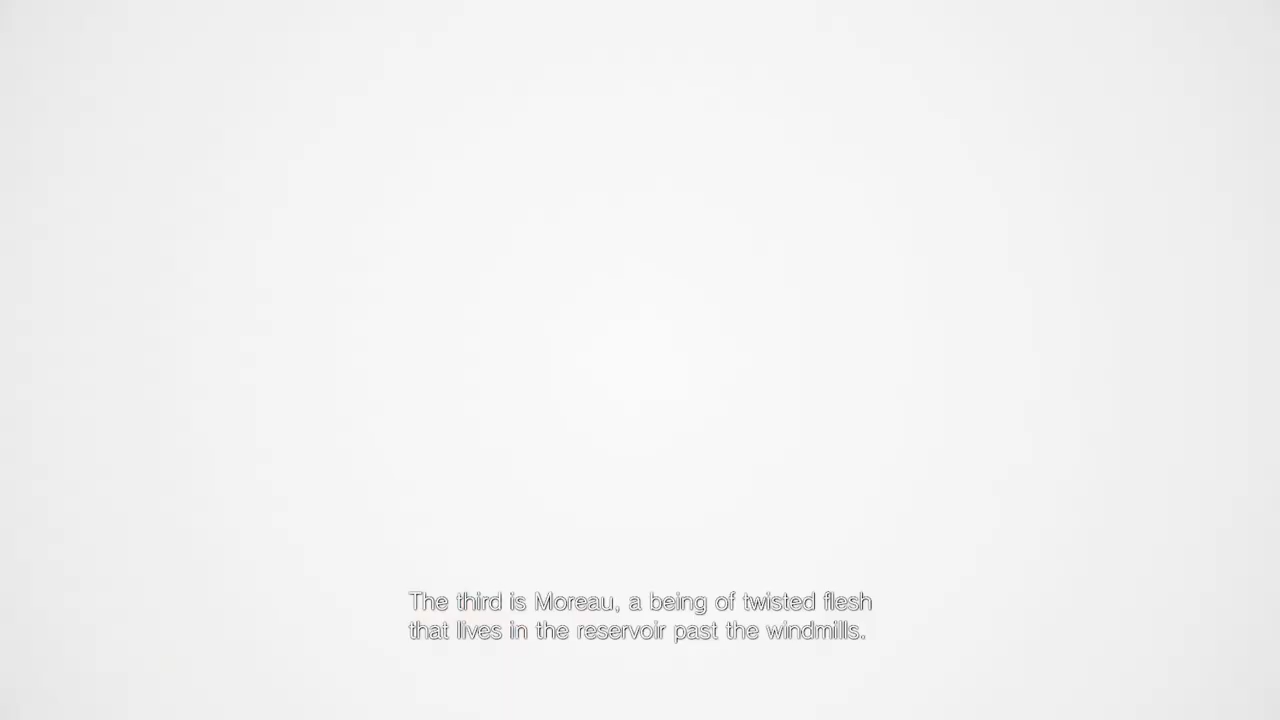 The third is Moreau, a being of twisted flesh
that lives in the reservoir past the windmills.